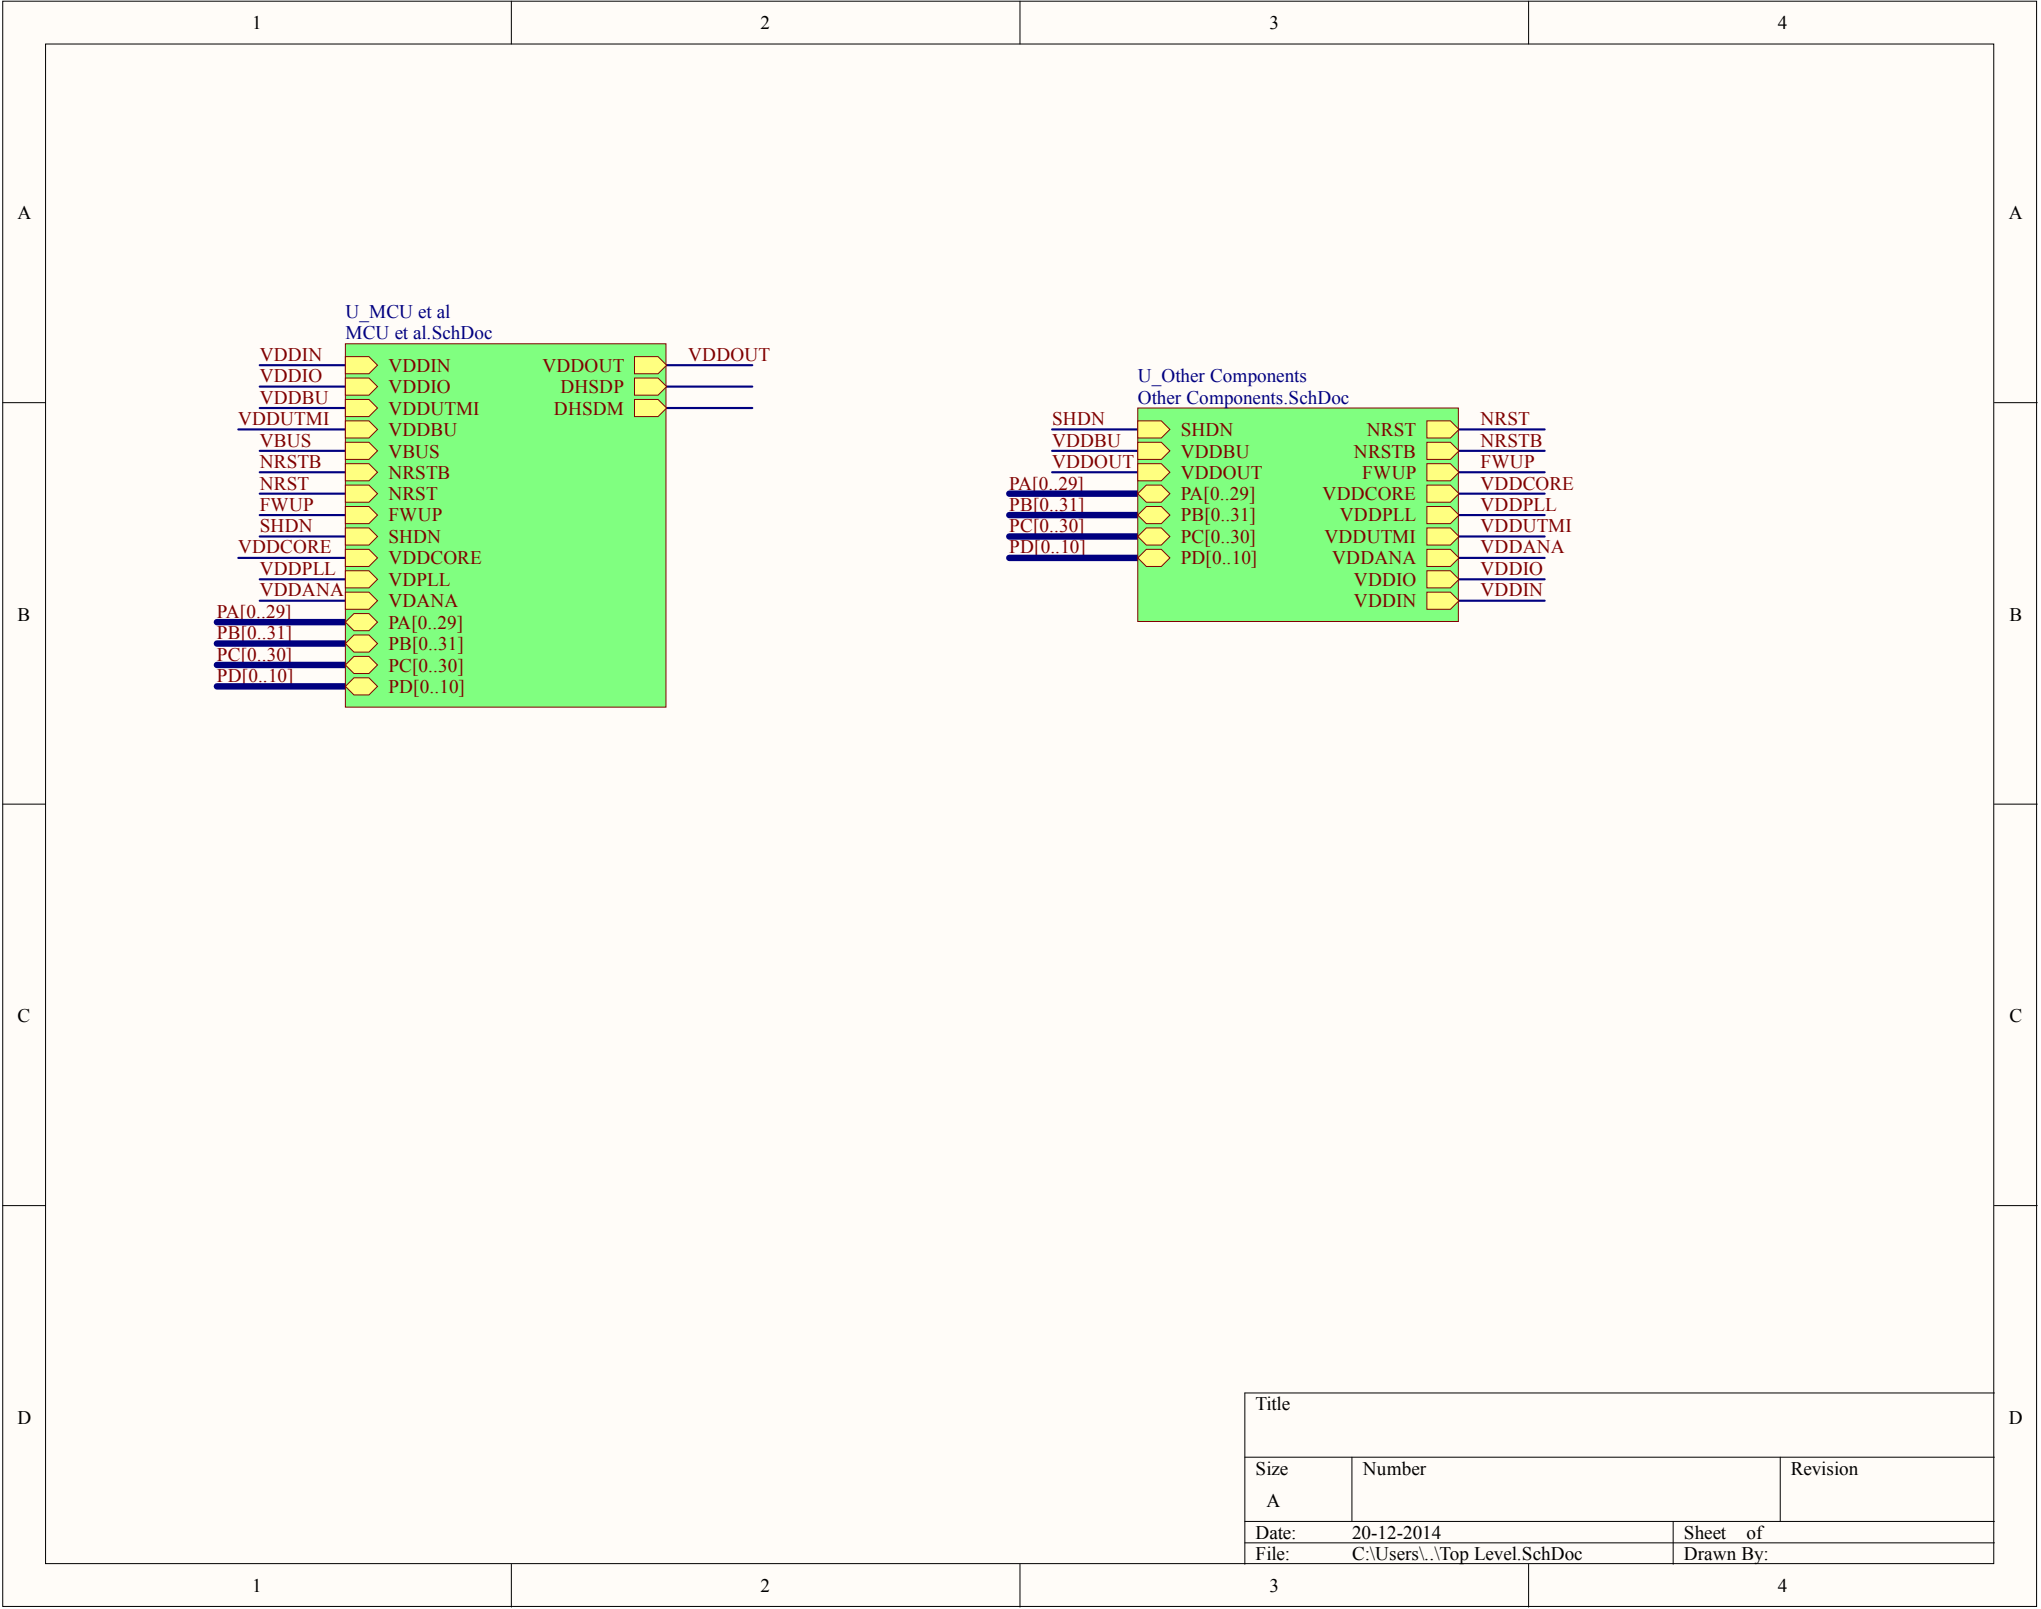 1 2 3 4
A A
B B
C C
D D
U_MCU et al
MCU et al.SchDoc
VDDIN VDDIN VDDOUT VDDOUT
VDDIO VDDIO DHSDP
VDDBU VDDUTMI DHSDM
VDDUTMI VDDBU
VBUS VBUS
NRSTB NRSTB
NRST NRST
FWUP FWUP
SHDN SHDN
VDDCORE VDDCORE
VDDPLL VDPLL
VDDANA VDANA
PA[0..29] PA[0..29]
PB[0..31] PB[0..31]
PC[0..30] PC[0..30]
PD[0..10] PD[0..10]
U_Other Components
Other Components.SchDoc
SHDN SHDN NRST NRST
VDDBU VDDBU NRSTB NRSTB
VDDOUT VDDOUT FWUP FWUP
PA[0..29] PA[0..29] VDDCORE VDDCORE
PB[0..31] PB[0..31] VDDPLL VDDPLL
PC[0..30] PC[0..30] VDDUTMI VDDUTMI
PD[0..10] PD[0..10] VDDANA VDDANA
VDDIO VDDIO
VDDIN VDDIN
Title
Size Number Revision
A
Date: 20-12-2014 Sheet of
File: C:\Users\..\Top Level.SchDoc Drawn By:
1 2 3 4